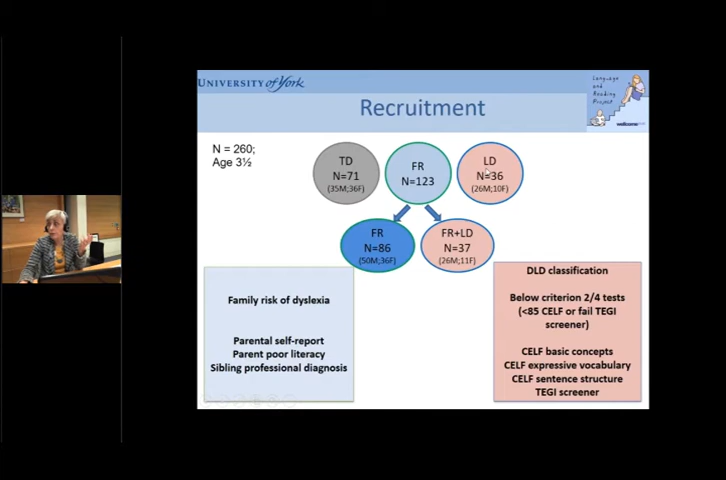 UNIVERSITY of York
Language
and
Reading
Project
wellcome
Recruitment
N = 260;
Age 3½
TD
N=71
(35M;36F)
FR
N=123
LD
N=36
(26M;10F)
FR
N=86
(50M;36F)
FR+LD
N=37
(26M;11F)
Family risk of dyslexia
Parental self-report
Parent poor literacy
Sibling professional diagnosis
DLD classification
Below criterion 2/4 tests
(<85 CELF or fail TEGI
screener)
CELF basic concepts
CELF expressive vocabulary
CELF sentence structure
TEGI screener